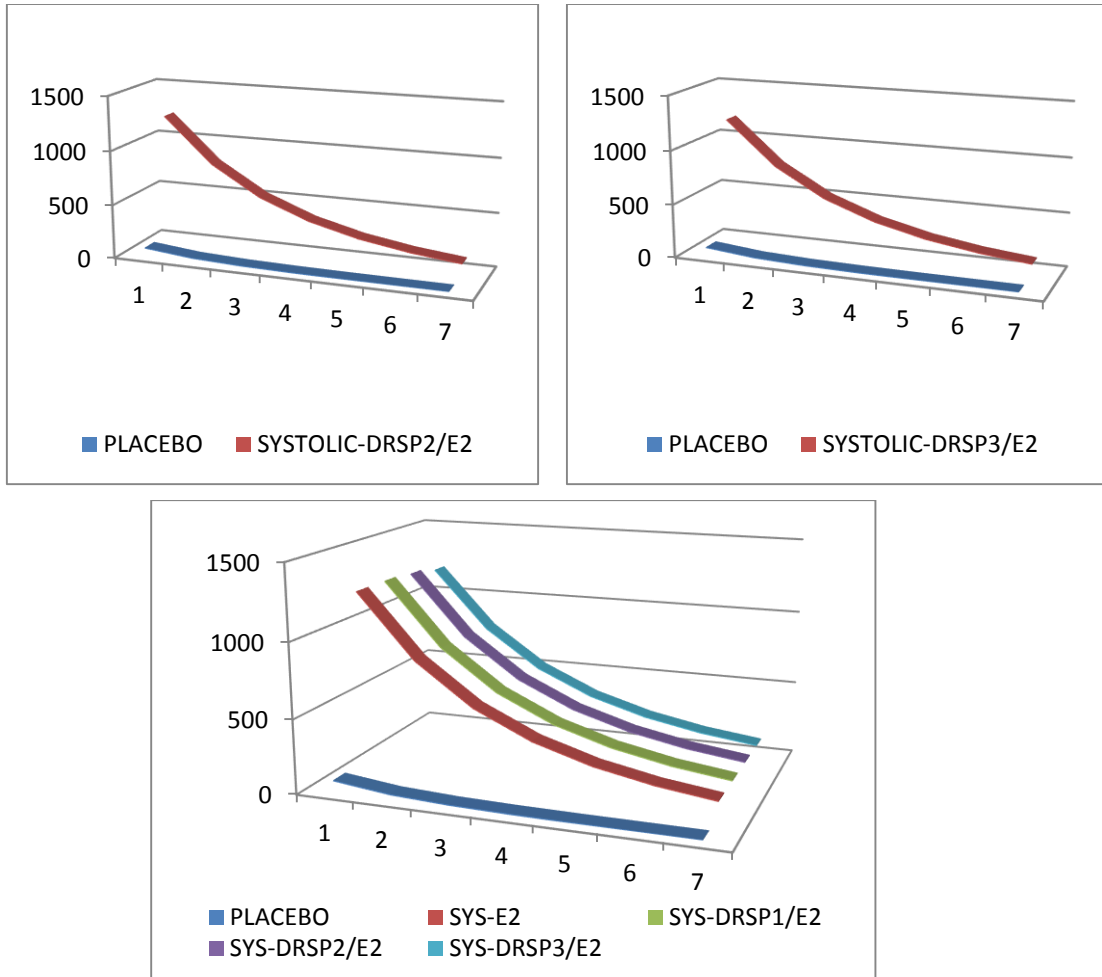 1500
1000
500
0
1 2 3 4 5 6 7
PLACEBO SYSTOLIC-DRSP2/E2
1500
1000
500
0
1 2 3 4 5 6 7
PLACEBO SYSTOLIC-DRSP3/E2
1500
1000
500
0
1 2 3 4 5 6 7
PLACEBO SYS-E2 SYS-DRSP1/E2
SYS-DRSP2/E2 SYS-DRSP3/E2